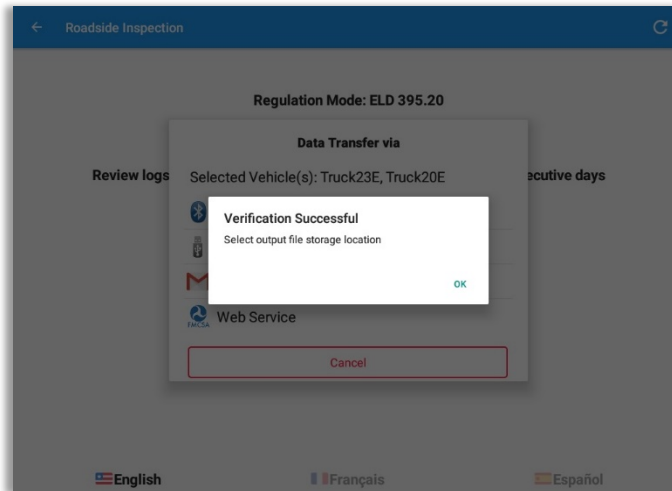 Roadside Inspection
Regulation Mode: ELD 395.20
Data Transfer via
Review logs
ecutive days
Selected Vehicle(s): Truck23E, Truck20E
Verification Successful
Select output file storage location
OK
FMCSA
Web Service
Cancel
English
Français
Español